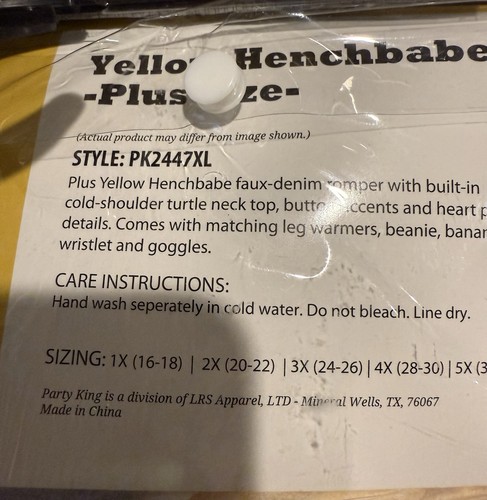 Yello Henchbabe
-Plus ze-
(Actual product may differ from image shown.)
STYLE: PK2447XL
Plus Yellow Henchbabe faux-denim romper with built-in
cold-shoulder turtle neck top, button accents and heart p
details. Comes with matching leg warmers, beanie, banan
wristlet and goggles.
CARE INSTRUCTIONS:
Hand wash seperately in cold water. Do not bleach. Line dry.
SIZING: 1X (16-18) | 2X (20-22) | 3X (24-26) | 4X (28-30) | 5X (3
Party King is a division of LRS Apparel, LTD - Mineral Wells, TX, 76067
Made in China